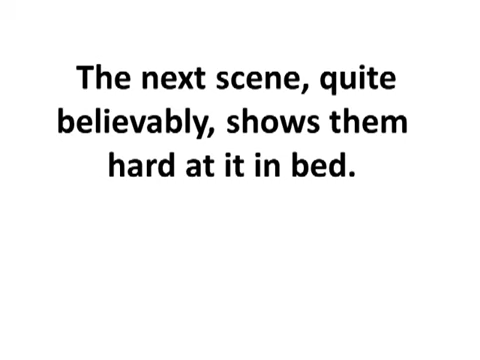 The next scene, quite
believably, shows them
hard at it in bed.